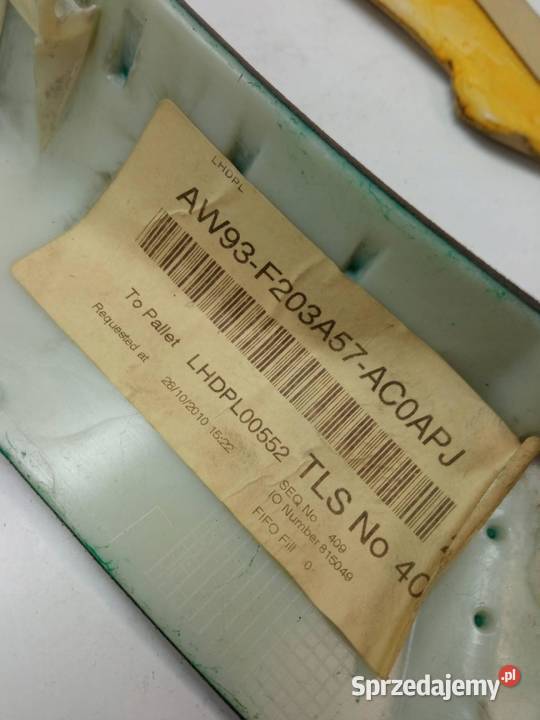 LHDPL
AW93-F203A57-AC0APJ
To Pallet LHDPL00552 TLS No 40
Requested at 28/10/2010 15:22
SEQ No 409
IO Number 815049
FIFO Fill 0
Sprzedajemy.pl